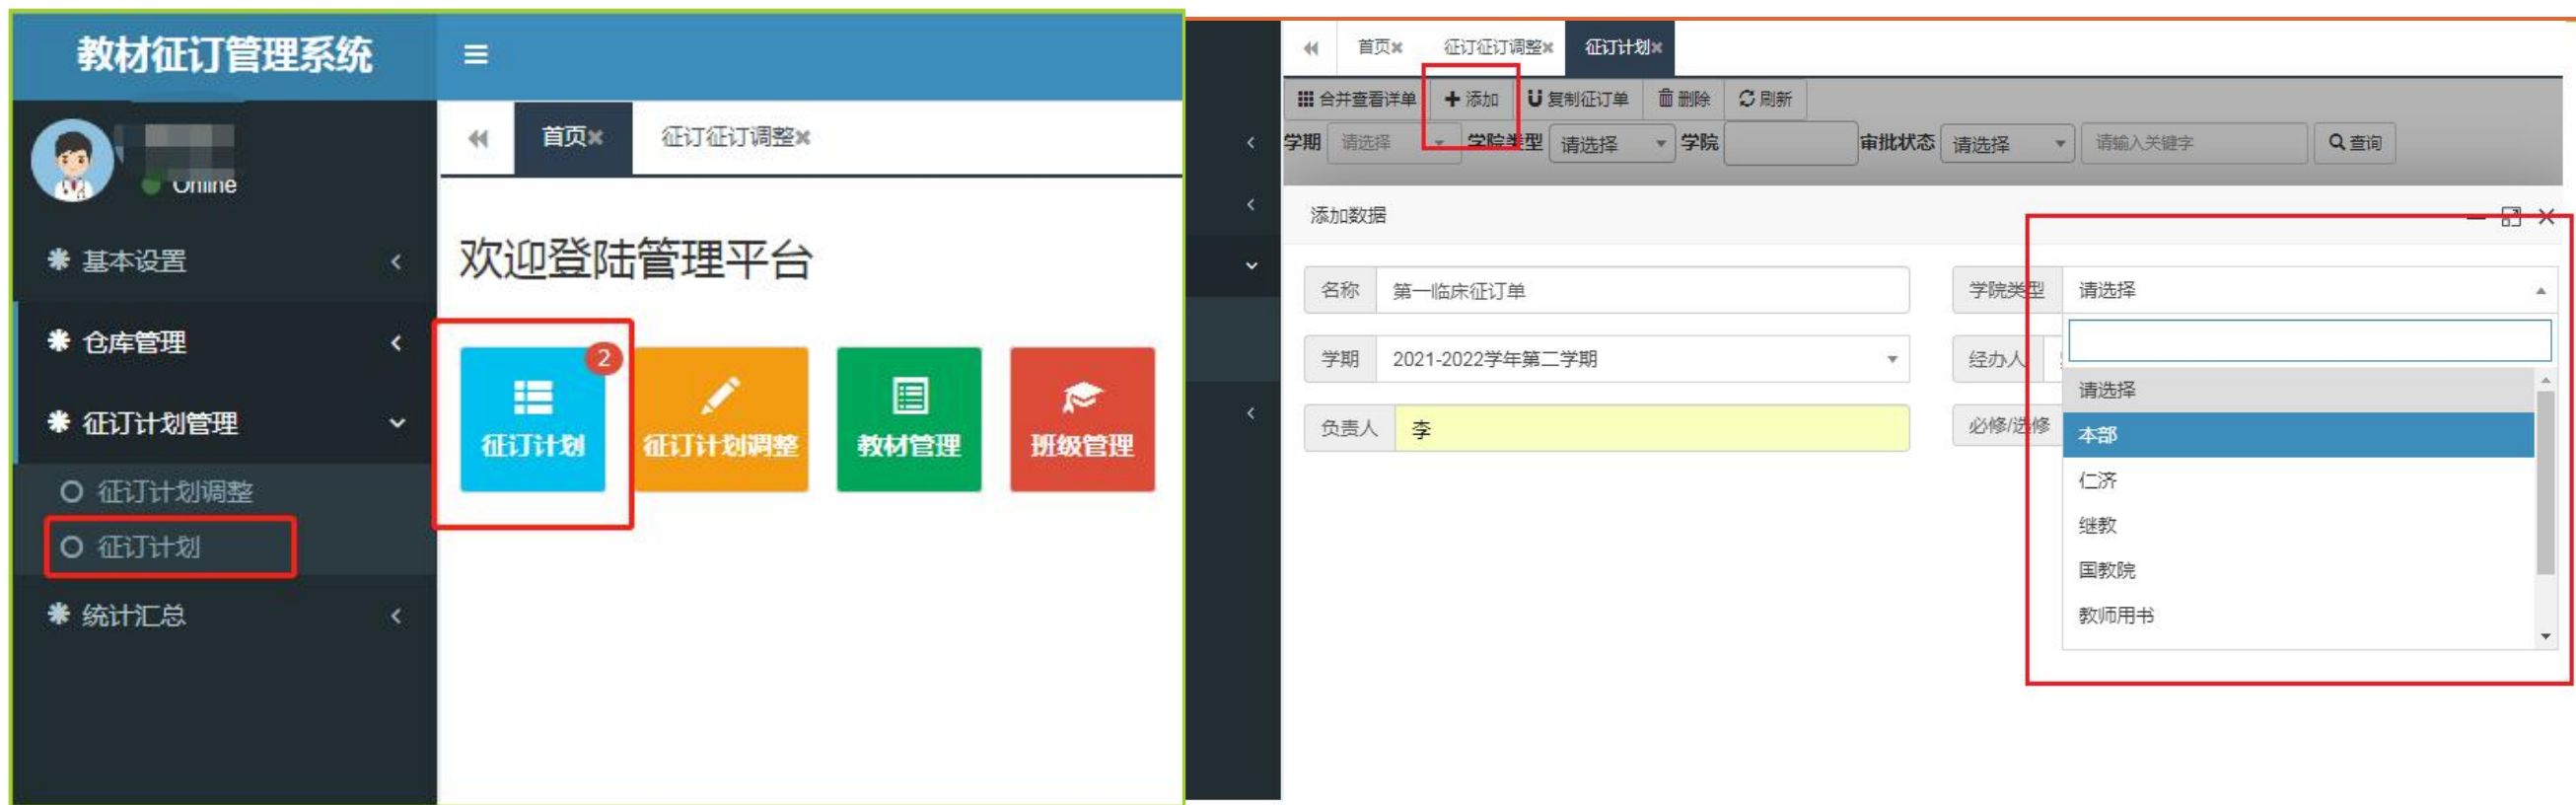 教材征订管理系统
Online
基本设置
仓库管理
征订计划管理
征订计划调整
征订计划
统计汇总
首页 征订征订调整
欢迎登陆管理平台
2
征订计划 征订计划调整 教材管理 班级管理
首页 征订征订调整 征订计划
合并查看详单 添加 复制征订单 删除 刷新
学期 请选择 学院类型 请选择 学院 审批状态 请选择 请输入关键字 查询
添加数据
名称 第一临床征订单 学院类型 请选择
学期 2021-2022学年第二学期 经办人
负责人 李 必修/选修
请选择
本部
仁济
继教
国教院
教师用书